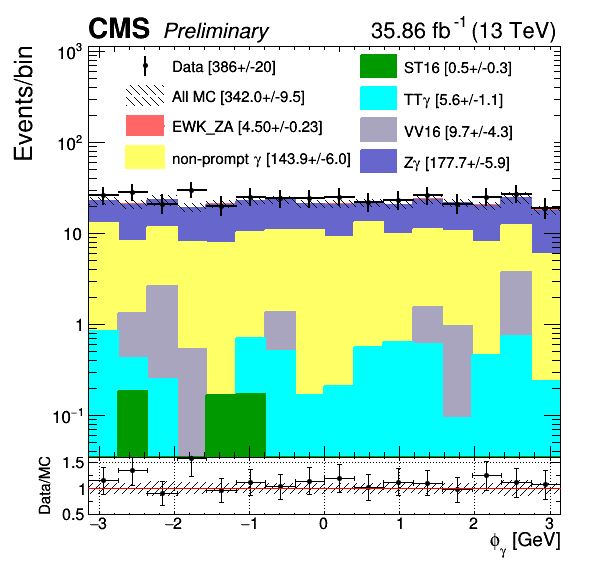 CMS Preliminary 35.86 fb⁻¹ (13 TeV)
Events/bin
10³
10²
10
1
10⁻¹
Data [386+/-20]
All MC [342.0+/-9.5]
EWK_ZA [4.50+/-0.23]
non-prompt γ [143.9+/-6.0]
ST16 [0.5+/-0.3]
TTγ [5.6+/-1.1]
VV16 [9.7+/-4.3]
Zγ [177.7+/-5.9]
Data/MC
1.5
1
0.5
−3 −2 −1 0 1 2 3
ϕγ [GeV]